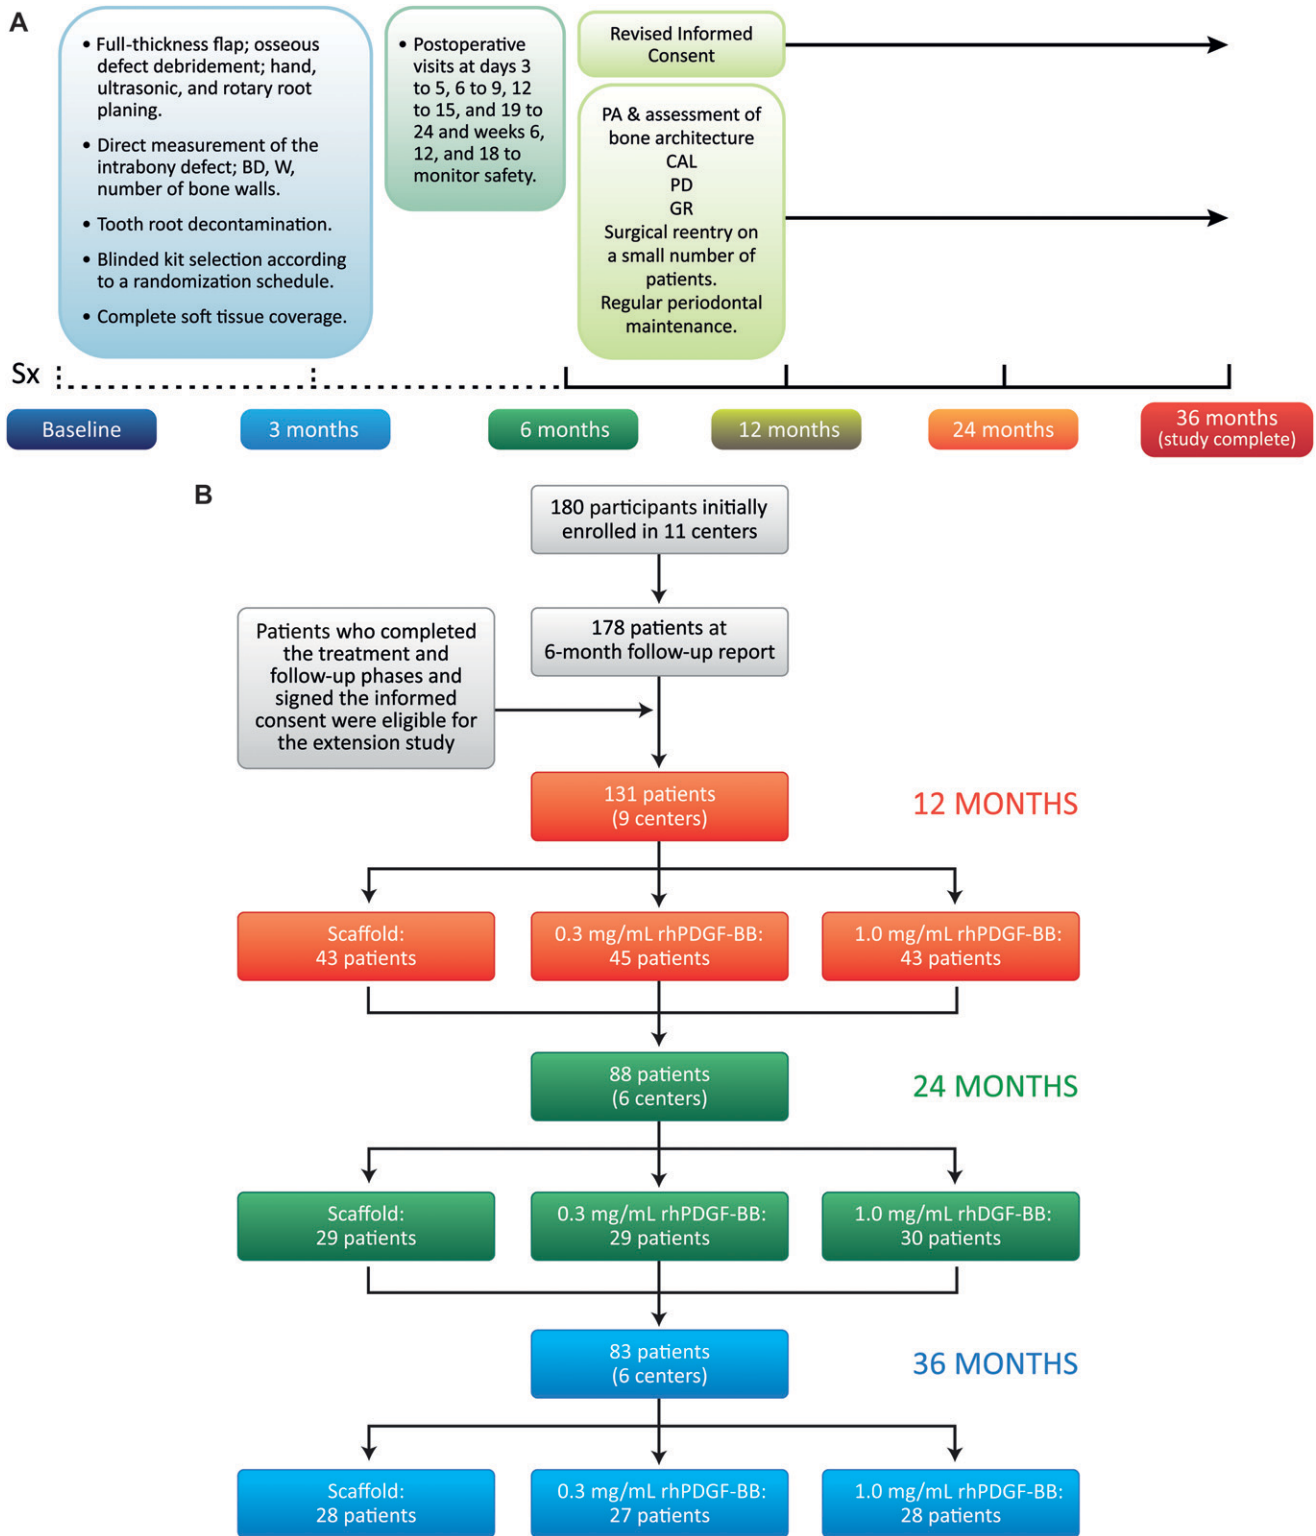 A
• Full-thickness flap; osseous
defect debridement; hand,
ultrasonic, and rotary root
planing.
• Direct measurement of the
intrabony defect; BD, W,
number of bone walls.
• Tooth root decontamination.
• Blinded kit selection according
to a randomization schedule.
• Complete soft tissue coverage.
• Postoperative
visits at days 3
to 5, 6 to 9, 12
to 15, and 19 to
24 and weeks 6,
12, and 18 to
monitor safety.
Revised Informed
Consent
PA & assessment of
bone architecture
CAL
PD
GR
Surgical reentry on
a small number of
patients.
Regular periodontal
maintenance.
Sx
Baseline
3 months
6 months
12 months
24 months
36 months
(study complete)
B
180 participants initially
enrolled in 11 centers
178 patients at
6-month follow-up report
Patients who completed
the treatment and
follow-up phases and
signed the informed
consent were eligible for
the extension study
131 patients
(9 centers)
12 MONTHS
Scaffold:
43 patients
0.3 mg/mL rhPDGF-BB:
45 patients
1.0 mg/mL rhPDGF-BB:
43 patients
88 patients
(6 centers)
24 MONTHS
Scaffold:
29 patients
0.3 mg/mL rhPDGF-BB:
29 patients
1.0 mg/mL rhDGF-BB:
30 patients
83 patients
(6 centers)
36 MONTHS
Scaffold:
28 patients
0.3 mg/mL rhPDGF-BB:
27 patients
1.0 mg/mL rhPDGF-BB:
28 patients